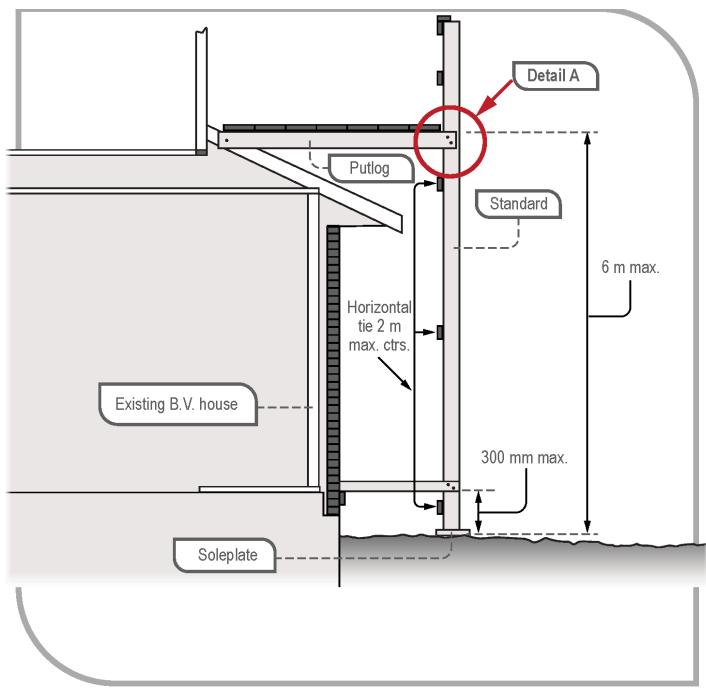 Detail A
Putlog
Standard
6 m max.
Horizontal
tie 2 m
max. ctrs.
Existing B.V. house
300 mm max.
Soleplate